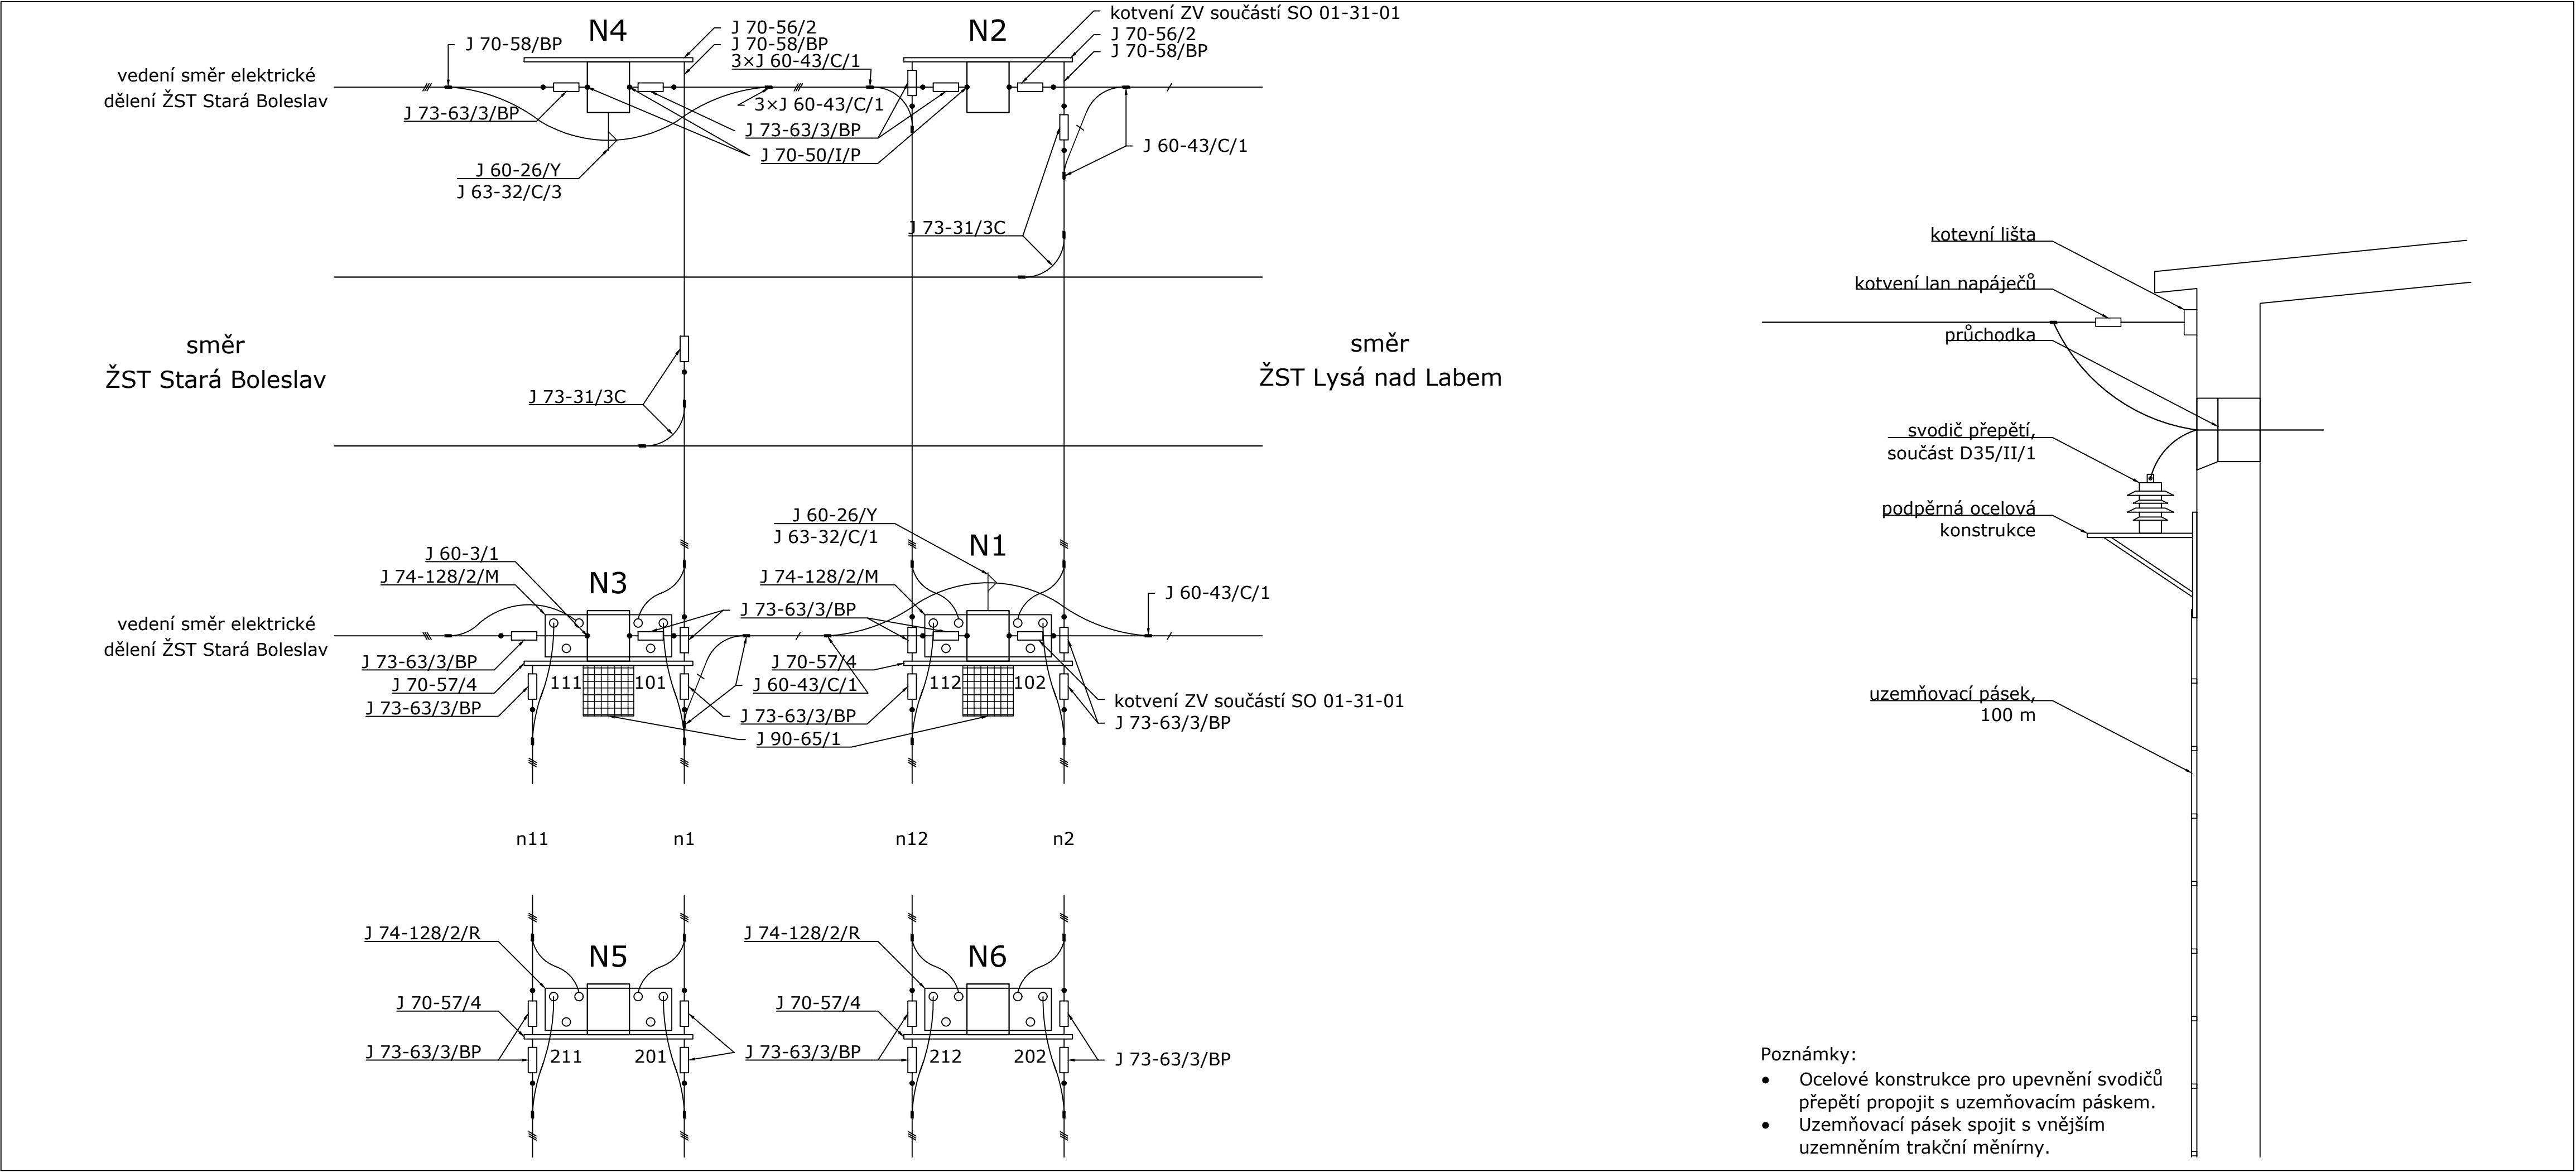 kotvení ZV součástí SO 01-31-01
N4
N2
J 70-56/2
J 70-56/2
J 70-58/BP
J 70-58/BP
J 70-58/BP
3×J 60-43/C/1
vedení směr elektrické
dělení ŽST Stará Boleslav
3×J 60-43/C/1
J 73-63/3/BP
J 73-63/3/BP
J 70-50/I/P
J 60-43/C/1
J 60-26/Y
J 63-32/C/3
J 73-31/3C
směr
ŽST Stará Boleslav
směr
ŽST Lysá nad Labem
J 73-31/3C
J 60-26/Y
J 63-32/C/1
N1
J 60-3/1
J 74-128/2/M
N3
J 74-128/2/M
J 60-43/C/1
J 73-63/3/BP
vedení směr elektrické
dělení ŽST Stará Boleslav
J 73-63/3/BP
J 70-57/4
J 70-57/4
111
101
J 60-43/C/1
112
102
J 73-63/3/BP
J 73-63/3/BP
kotvení ZV součástí SO 01-31-01
J 73-63/3/BP
J 90-65/1
n11
n1
n12
n2
J 74-128/2/R
J 74-128/2/R
N5
N6
J 70-57/4
J 70-57/4
J 73-63/3/BP
211
201
J 73-63/3/BP
212
202
J 73-63/3/BP
kotevní lišta
kotvení lan napáječů
průchodka
svodič přepětí,
součást D35/II/1
podpěrná ocelová
konstrukce
uzemňovací pásek,
100 m
Poznámky:
• Ocelové konstrukce pro upevnění svodičů
přepětí propojit s uzemňovacím páskem.
• Uzemňovací pásek spojit s vnějším
uzemněním trakční měnírny.